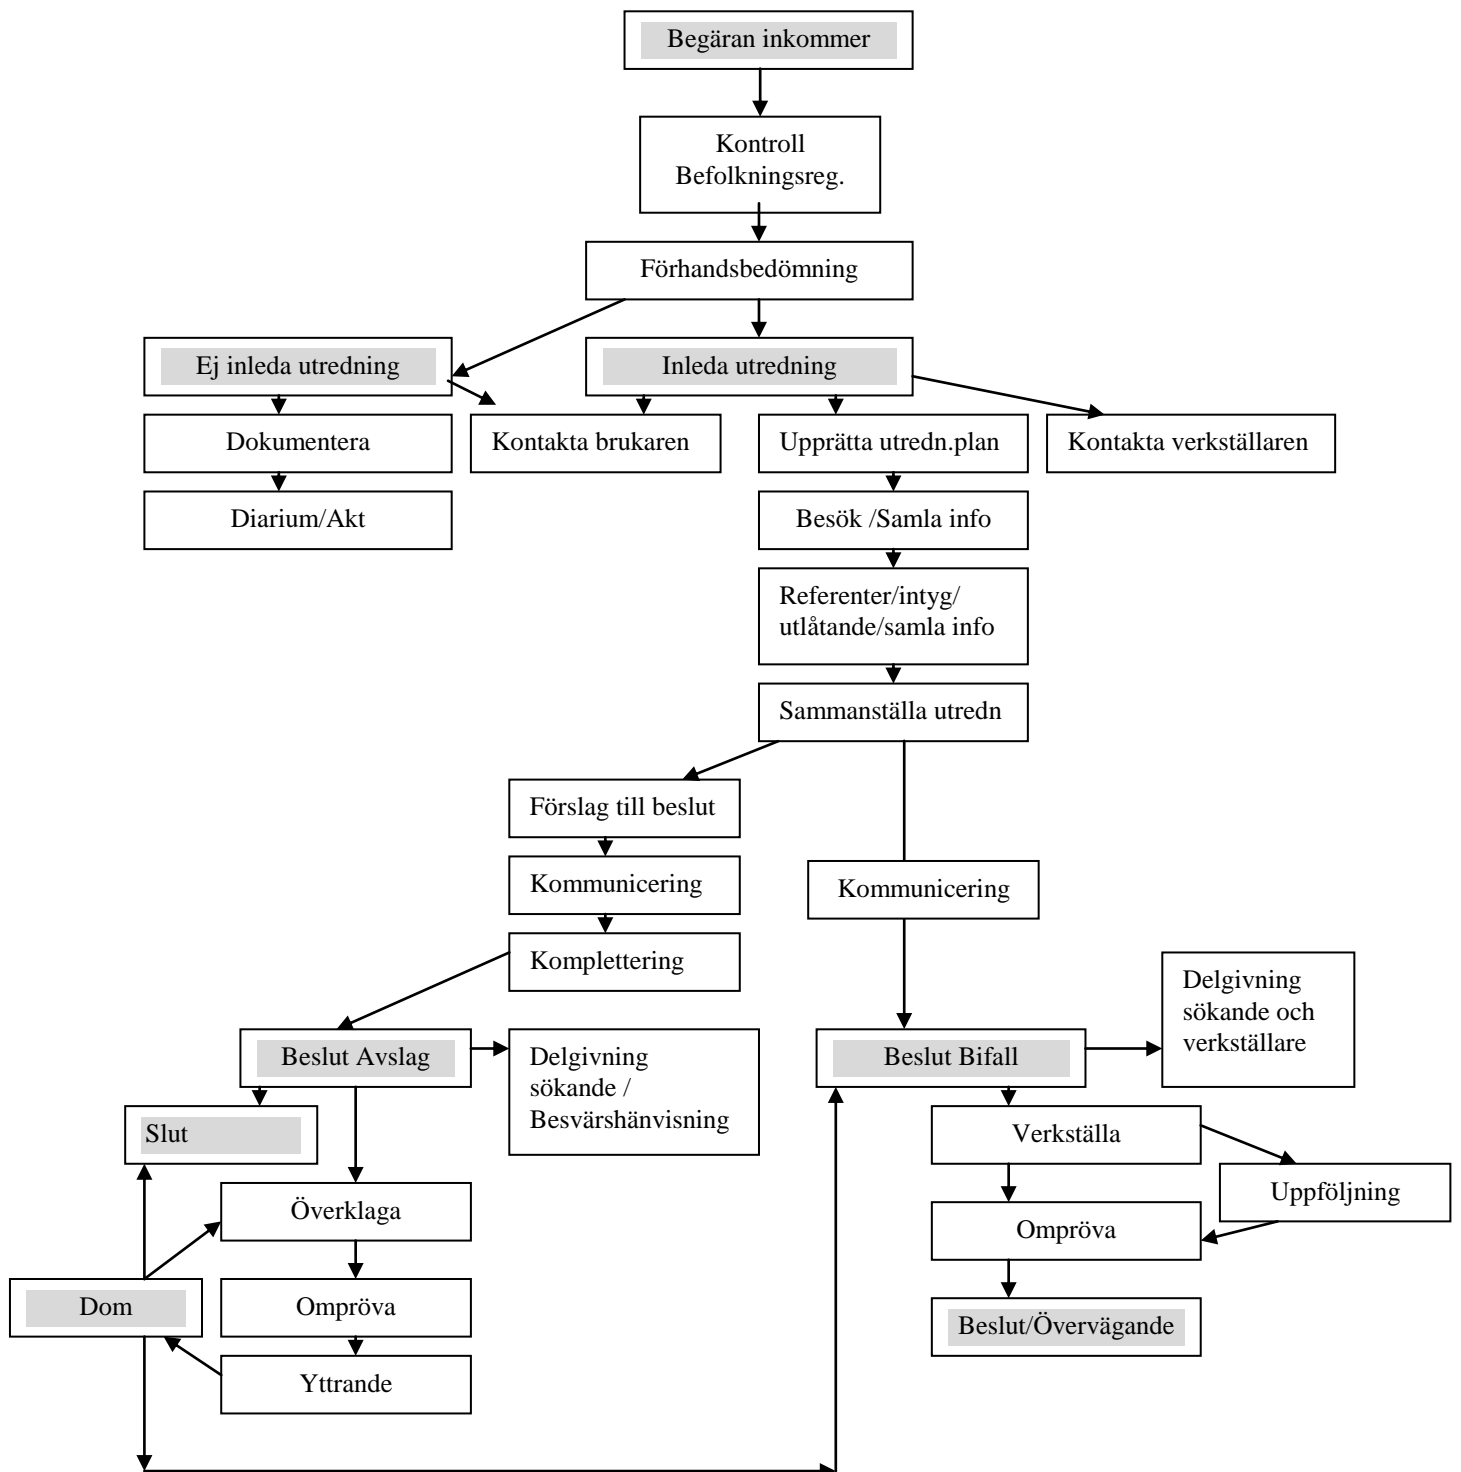 Begäran inkommer
Kontroll
Befolkningsreg.
Förhandsbedömning
Ej inleda utredning
Inleda utredning
Dokumentera
Kontakta brukaren
Upprätta utredn.plan
Kontakta verkställaren
Diarium/Akt
Besök /Samla info
Referenter/intyg/
utlåtande/samla info
Sammanställa utredn
Förslag till beslut
Kommunicering
Kommunicering
Komplettering
Delgivning
sökande och
verkställare
Beslut Avslag
Delgivning
sökande /
Besvärshänvisning
Beslut Bifall
Slut
Verkställa
Överklaga
Uppföljning
Ompröva
Dom
Ompröva
Beslut/Övervägande
Yttrande